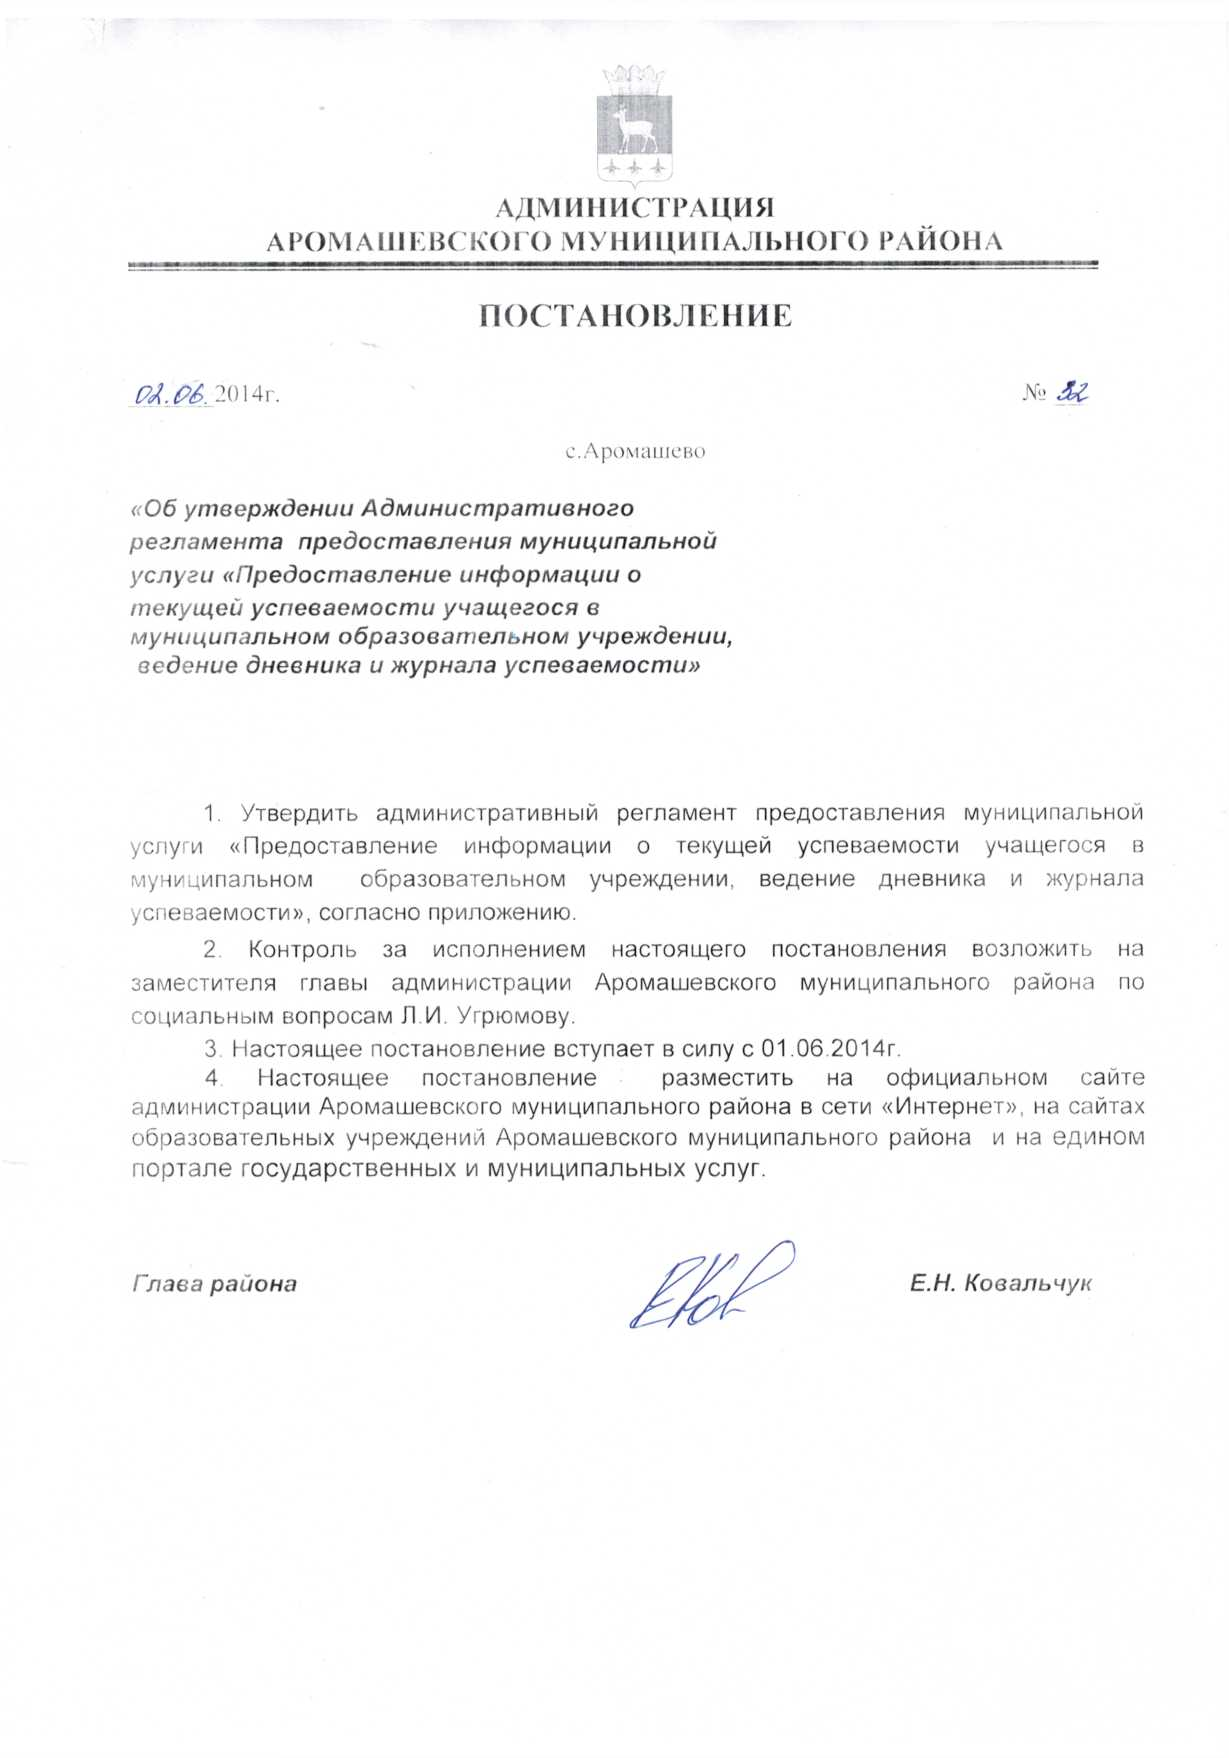 АДМИНИСТРАЦИЯ
АРОМАШЕВСКОГО МУНИЦИПАЛЬНОГО РАЙОНА
ПОСТАНОВЛЕНИЕ
02.06.2014г. №
с.Аромашево
«Об утверждении Административного
регламента предоставления муниципальной
услуги «Предоставление информации о
текущей успеваемости учащегося в
муниципальном образовательном учреждении,
ведение дневника и журнала успеваемости»
1. Утвердить административный регламент предоставления муниципальной
услуги «Предоставление информации о текущей успеваемости учащегося в
муниципальном образовательном учреждении, ведение дневника и журнала
успеваемости», согласно приложению.
2. Контроль за исполнением настоящего постановления возложить на
заместителя главы администрации Аромашевского муниципального района по
социальным вопросам Л.И. Угрюмову.
3. Настоящее постановление вступает в силу с 01.06.2014г.
4. Настоящее постановление разместить на официальном сайте
администрации Аромашевского муниципального района в сети «Интернет», на сайтах
образовательных учреждений Аромашевского муниципального района и на едином
портале государственных и муниципальных услуг.
Глава района Е.Н. Ковальчук